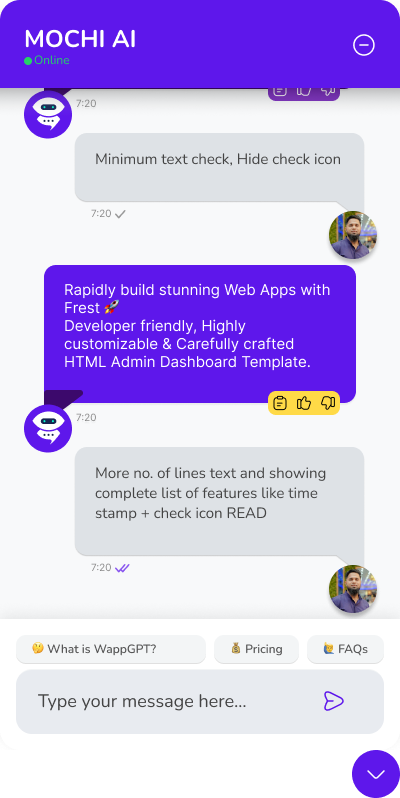 MOCHI AI
Online
7:20
Minimum text check, Hide check icon
7:20
Rapidly build stunning Web Apps with
Frest 🚀
Developer friendly, Highly
customizable & Carefully crafted
HTML Admin Dashboard Template.
7:20
More no. of lines text and showing
complete list of features like time
stamp + check icon READ
7:20
🤔 What is WappGPT?
💰 Pricing
🙋‍♂️ FAQs
Type your message here...